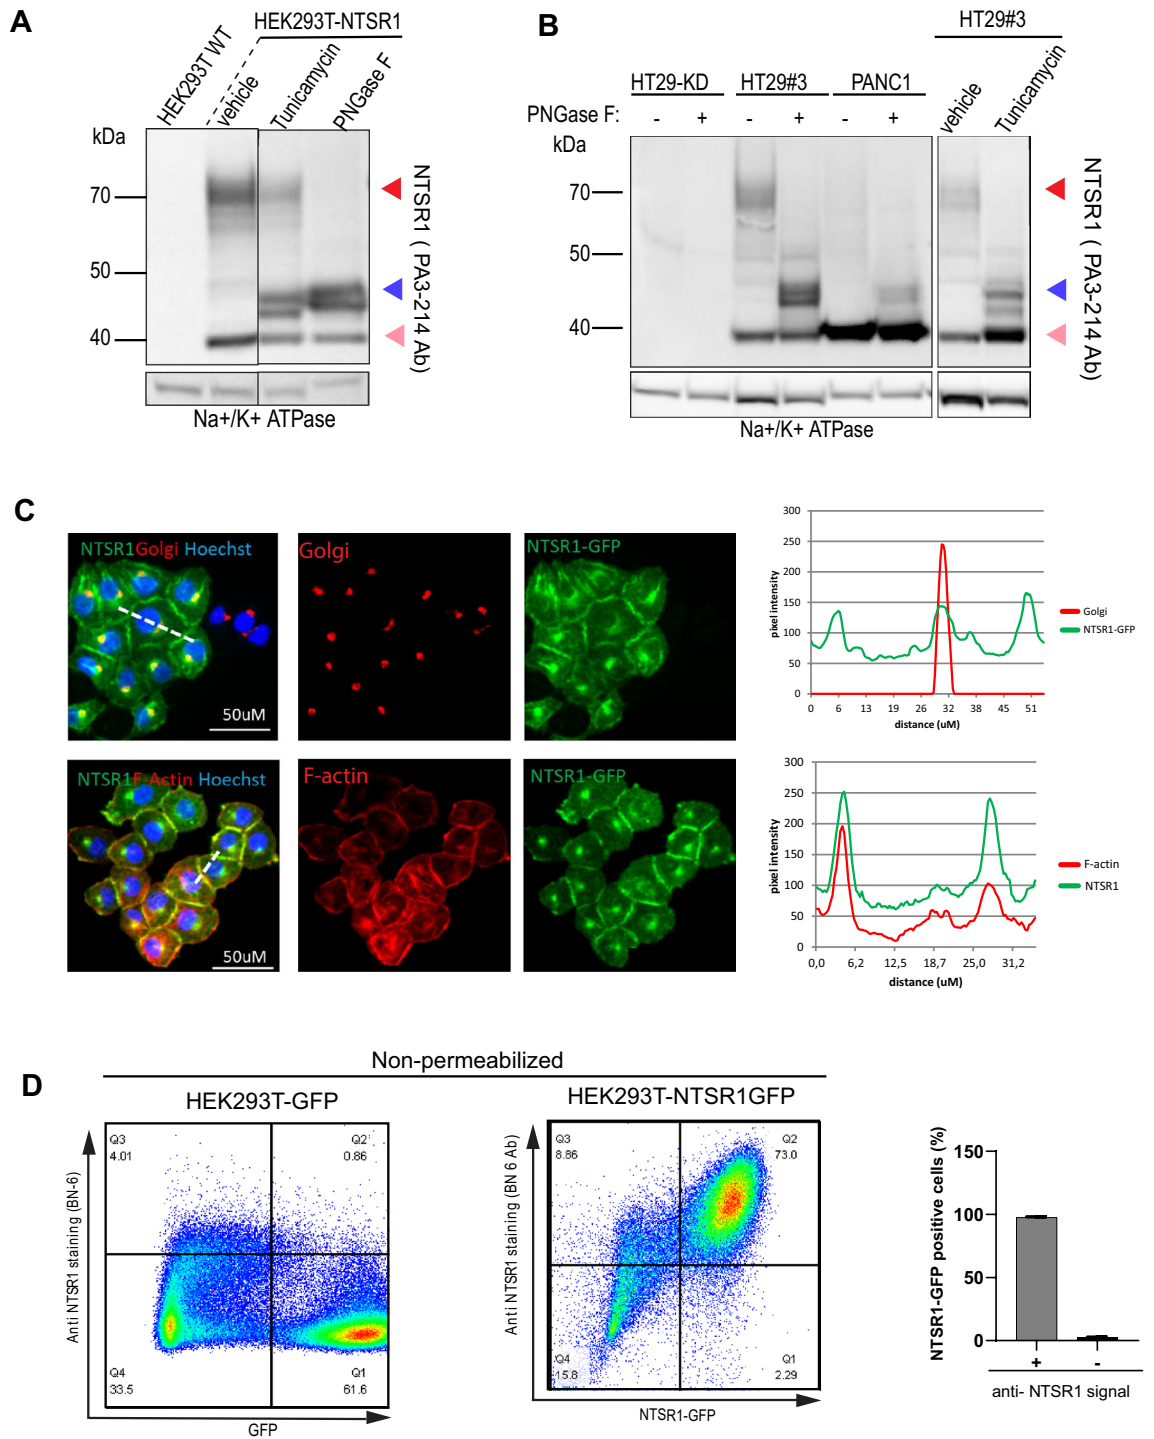 A
HEK293T-NTSR1
HEK293T WT
vehicle
Tunicamycin
PNGase F
kDa
70
50
40
NTSR1 ( PA3-214 Ab)
Na+/K+ ATPase
B
HT29#3
HT29-KD
HT29#3
PANC1
vehicle
Tunicamycin
PNGase F:
- + - + - +
kDa
70
50
40
NTSR1 ( PA3-214 Ab)
Na+/K+ ATPase
C
NTSR1Golgi Hoechst
50uM
Golgi
NTSR1-GFP
300
250
200
150
100
50
0
pixel intensity
0 6 13 19 26 32 38 45 51
distance (uM)
Golgi
NTSR1-GFP
NTSR1F-Actin Hoechst
50uM
F-actin
NTSR1-GFP
300
250
200
150
100
50
0
pixel intensity
0,0 6,2 12,5 18,7 25,0 31,2
distance (uM)
F-actin
NTSR1
D
Non-permeabilized
HEK293T-GFP
Q3
4.01
Q2
0.86
Q4
33.5
Q1
61.6
Anti NTSR1 staining (BN-6)
GFP
HEK293T-NTSR1GFP
Q3
8.86
Q2
73.0
Q4
15.8
Q1
2.29
Anti NTSR1 staining (BN 6 Ab)
NTSR1-GFP
NTSR1-GFP positive cells (%)
150
100
50
0
+ -
anti- NTSR1 signal